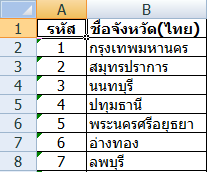 A B
1 รหัส ชื่อจังหวัด(ไทย)
2 1 กรุงเทพมหานคร
3 2 สมุทรปราการ
4 3 นนทบุรี
5 4 ปทุมธานี
6 5 พระนครศรีอยุธยา
7 6 อ่างทอง
8 7 ลพบุรี